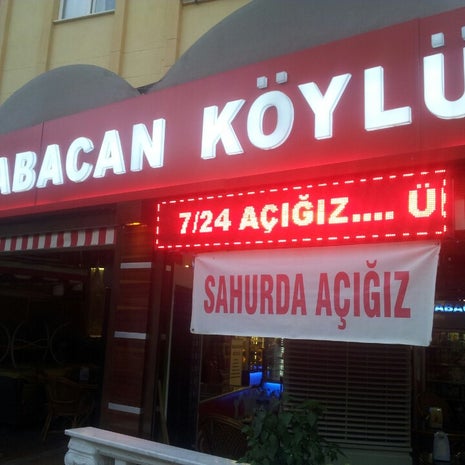 ABACAN KÖYLÜ
7/24 AÇIĞIZ.... Ü
SAHURDA AÇIĞIZ